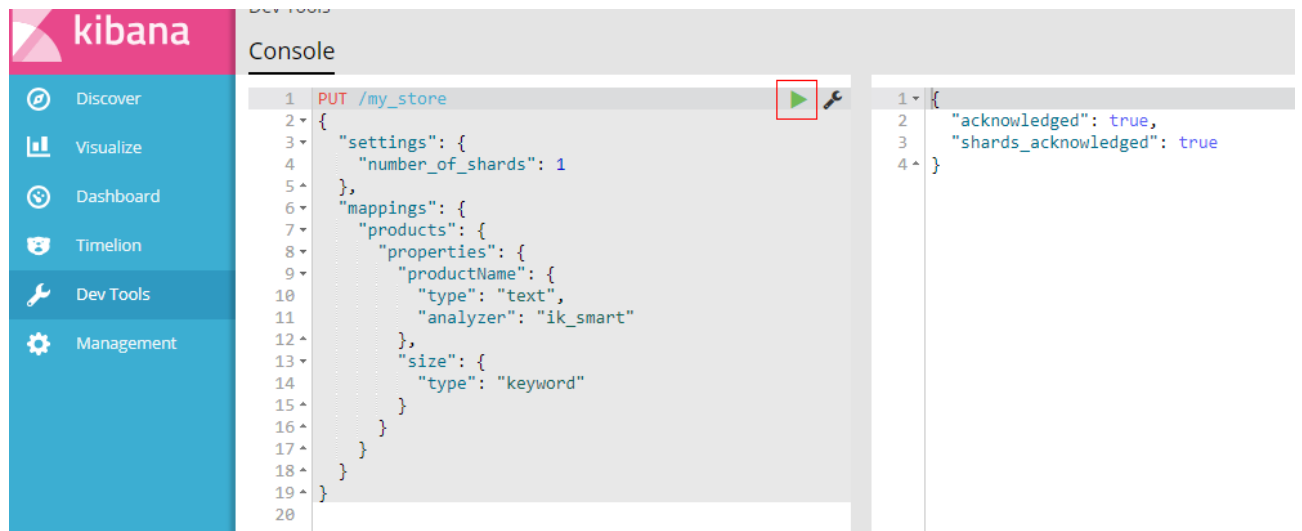 kibana
Discover
Visualize
Dashboard
Timelion
Dev Tools
Management
Dev Tools
Console
1 PUT /my_store
2 {
3 "settings": {
4 "number_of_shards": 1
5 },
6 "mappings": {
7 "products": {
8 "properties": {
9 "productName": {
10 "type": "text",
11 "analyzer": "ik_smart"
12 },
13 "size": {
14 "type": "keyword"
15 }
16 }
17 }
18 }
19 }
20
1 {
2 "acknowledged": true,
3 "shards_acknowledged": true
4 }